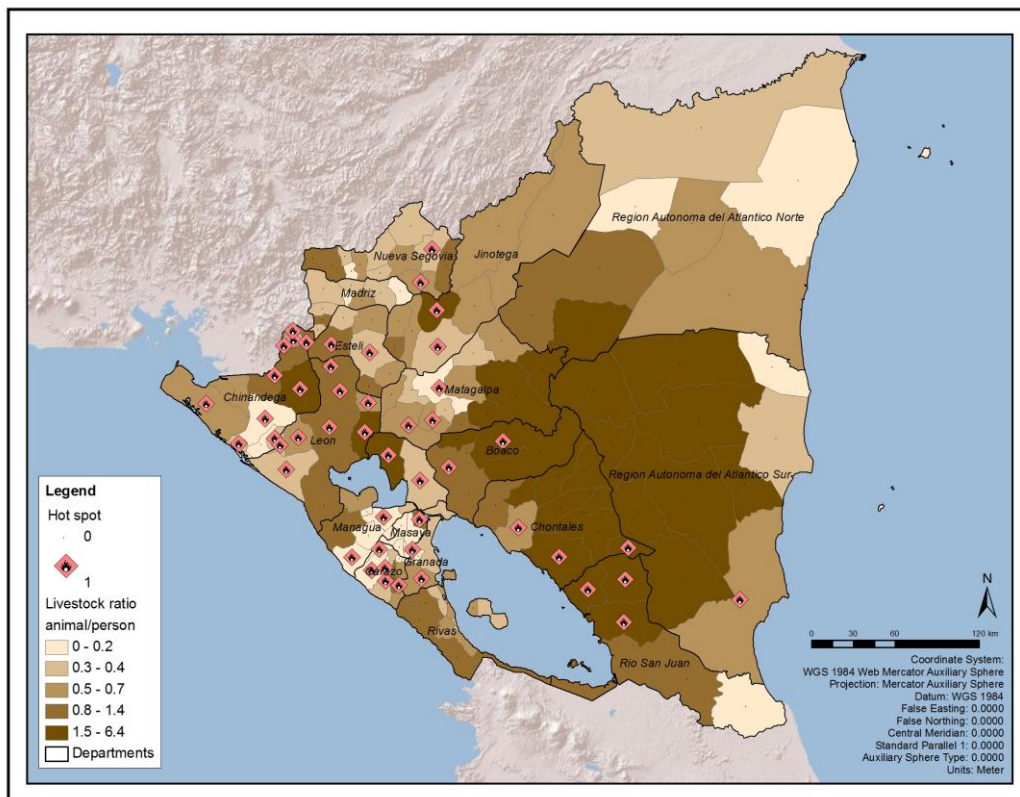 Region Autonoma del Atlantico Norte
Nueva Segovia
Jinotega
Madriz
Esteli
Chinandega
Matagalpa
Leon
Boaco
Region Autonoma del Atlantico Sur
Chontales
Managua
Masaya
Granada
Carazo
Rivas
Rio San Juan
Legend
Hot spot
0
1
Livestock ratio
animal/person
0 - 0.2
0.3 - 0.4
0.5 - 0.7
0.8 - 1.4
1.5 - 6.4
Departments
N
0 30 60 120 km
Coordinate System:
WGS 1984 Web Mercator Auxiliary Sphere
Projection: Mercator Auxiliary Sphere
Datum: WGS 1984
False Easting: 0.0000
False Northing: 0.0000
Central Meridian: 0.0000
Standard Parallel 1: 0.0000
Auxiliary Sphere Type: 0.0000
Units: Meter